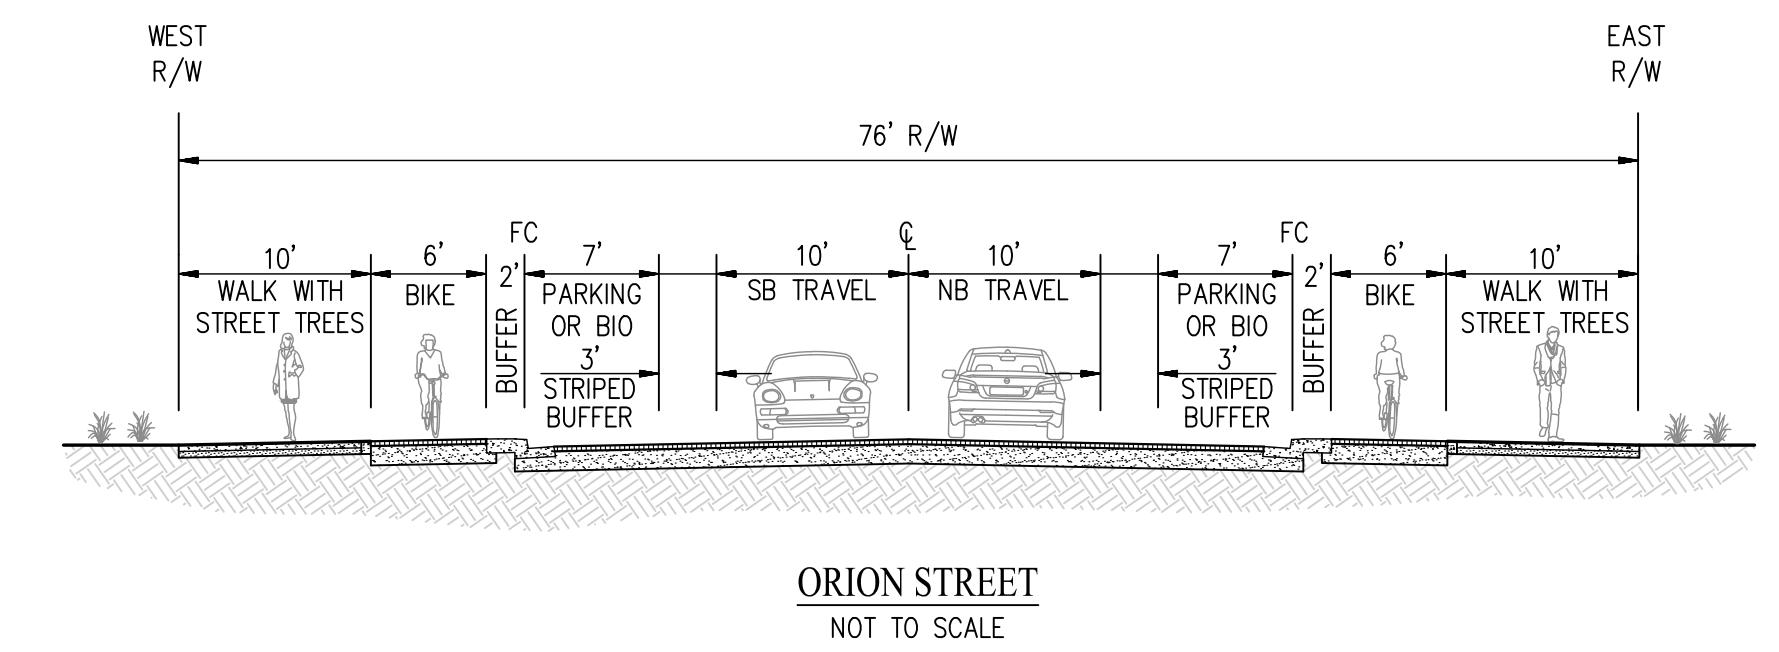 WEST
R/W
EAST
R/W
76' R/W
10'
WALK WITH
STREET TREES
6'
BIKE
FC
2'
BUFFER
7'
PARKING
OR BIO
3'
STRIPED
BUFFER
10'
SB TRAVEL
℄
10'
NB TRAVEL
7'
PARKING
OR BIO
3'
STRIPED
BUFFER
FC
2'
BUFFER
6'
BIKE
10'
WALK WITH
STREET TREES
ORION STREET
NOT TO SCALE